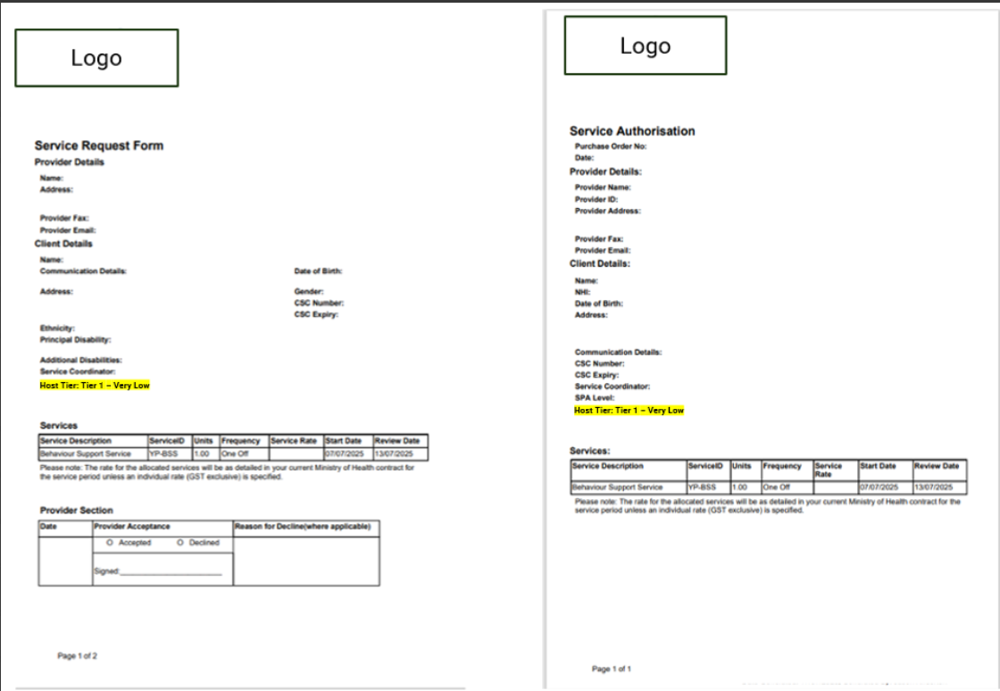 Logo
Service Request Form
Provider Details
Name:
Address:
Provider Fax:
Provider Email:
Client Details
Name:
Communication Details: Date of Birth:
Address: Gender:
CSC Number:
CSC Expiry:
Ethnicity:
Principal Disability:
Additional Disabilities:
Service Coordinator:
Host Tier: Tier 1 – Very Low
Services
Service Description ServiceID Units Frequency Service Rate Start Date Review Date
Behaviour Support Service YP-BSS 1.00 One Off 07/07/2025 13/07/2025
Please note: The rate for the allocated services will be as detailed in your current Ministry of Health contract for
the service period unless an individual rate (GST exclusive) is specified.
Provider Section
Date Provider Acceptance Reason for Decline(where applicable)
O Accepted O Declined
Signed:
Page 1 of 2
Logo
Service Authorisation
Purchase Order No:
Date:
Provider Details:
Provider Name:
Provider ID:
Provider Address:
Provider Fax:
Provider Email:
Client Details:
Name:
NHI:
Date of Birth:
Address:
Communication Details:
CSC Number:
CSC Expiry:
Service Coordinator:
SPA Level:
Host Tier: Tier 1 – Very Low
Services:
Service Description ServiceID Units Frequency Service Rate Start Date Review Date
Behaviour Support Service YP-BSS 1.00 One Off 07/07/2025 13/07/2025
Please note: The rate for the allocated services will be as detailed in your current Ministry of Health contract for the
service period unless an individual rate (GST exclusive) is specified.
Page 1 of 1